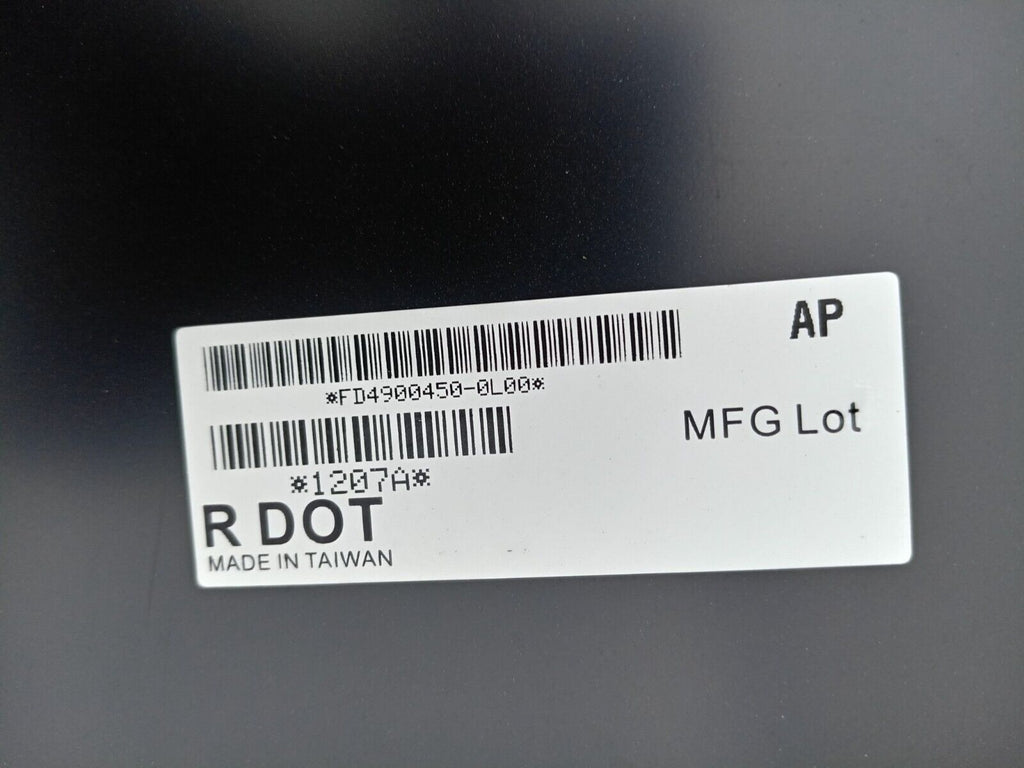 AP
*FD4900450-0L00*
MFG Lot
*1207A*
R DOT
MADE IN TAIWAN